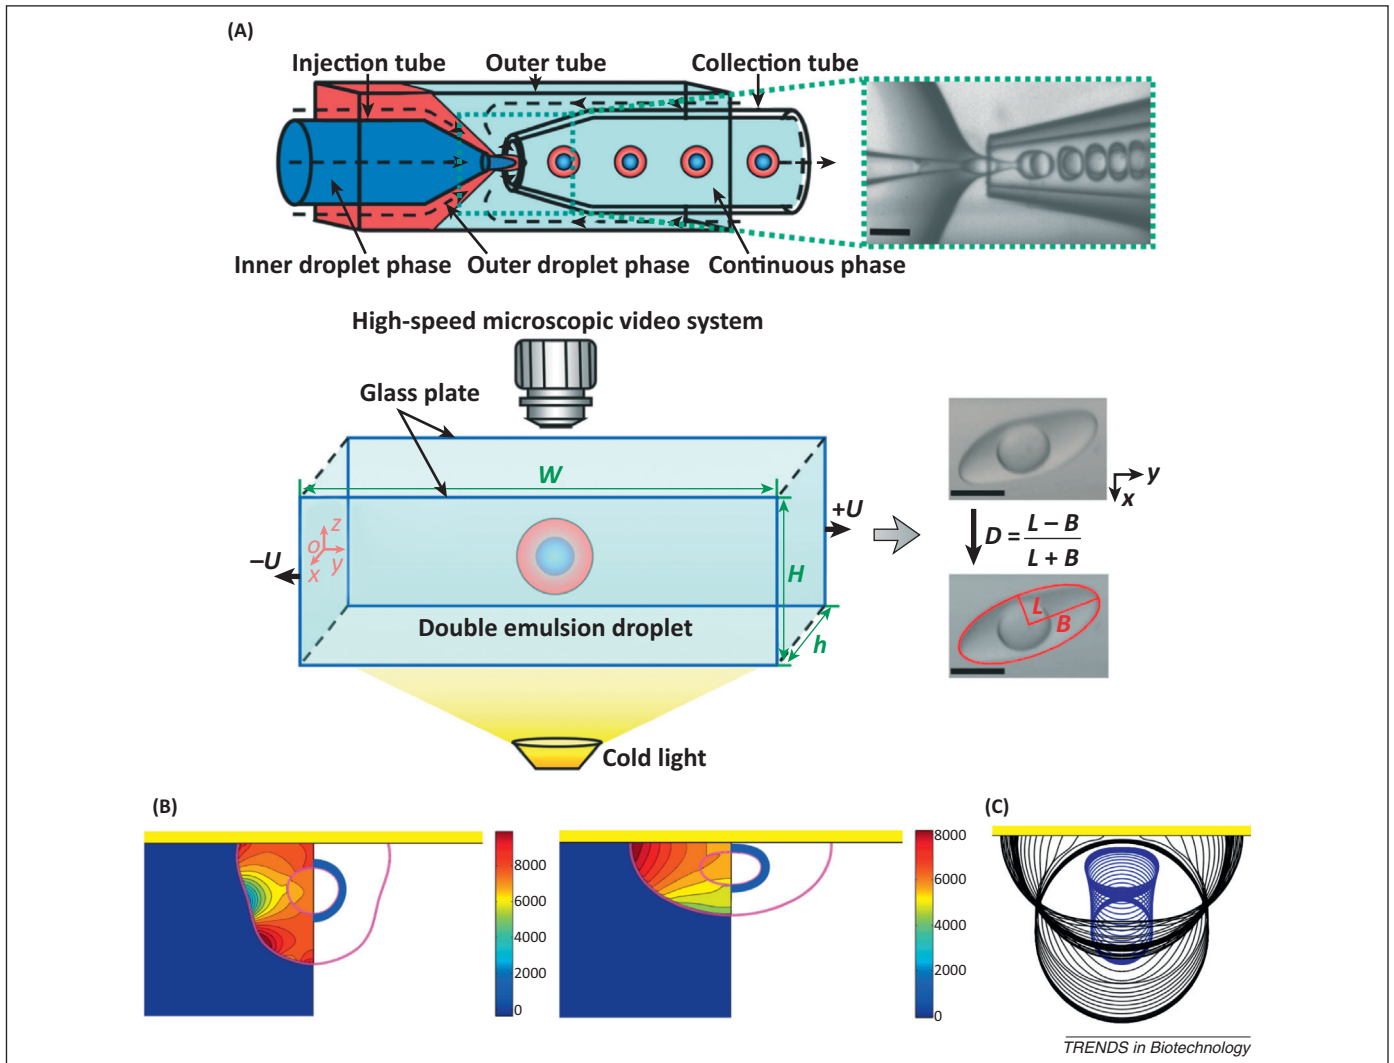 (A)
Injection tube
Outer tube
Collection tube
Inner droplet phase
Outer droplet phase
Continuous phase
High-speed microscopic video system
Glass plate
W
+U
–U
z
o
y
x
H
h
Double emulsion droplet
Cold light
y
x
D = L – B
L + B
L
B
(B)
8000
6000
4000
2000
0
8000
6000
4000
2000
0
(C)
TRENDS in Biotechnology